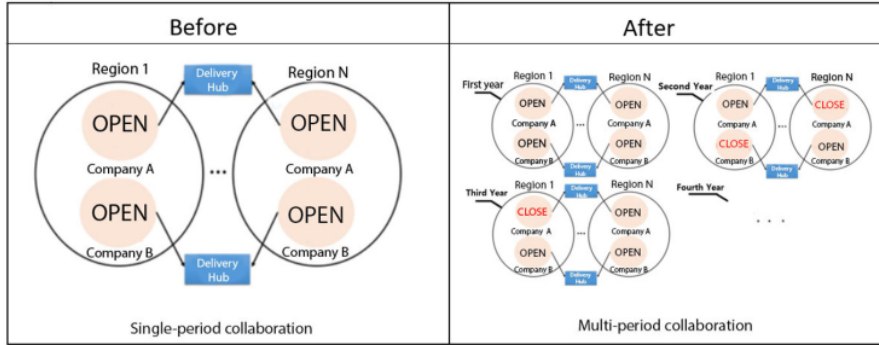 Before
After
Region 1
Delivery
Hub
Region N
OPEN
OPEN
Company A
...
Company A
OPEN
OPEN
Company B
Delivery
Hub
Company B
Single-period collaboration
First year
Region 1
Delivery
Hub
Region N
OPEN
OPEN
Company A
...
Company A
OPEN
OPEN
Company B
Delivery
Hub
Company B
Second Year
Region 1
Delivery
Hub
Region N
OPEN
CLOSE
Company A
...
Company A
CLOSE
OPEN
Company B
Delivery
Hub
Company B
Third Year
Region 1
Delivery
Hub
Region N
CLOSE
OPEN
Company A
...
Company A
OPEN
OPEN
Company B
Delivery
Hub
Company B
Fourth Year
. . .
Multi-period collaboration